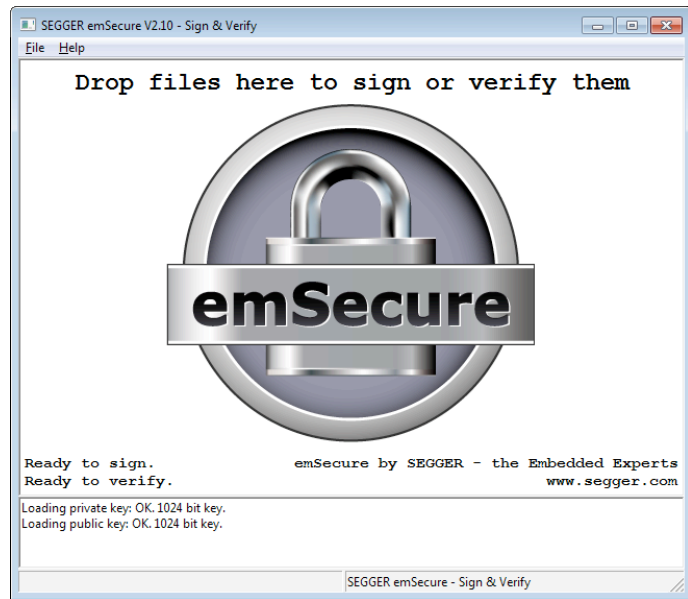 SEGGER emSecure V2.10 - Sign & Verify
File Help
Drop files here to sign or verify them
emSecure
Ready to sign. emSecure by SEGGER - the Embedded Experts
Ready to verify. www.segger.com
Loading private key: OK. 1024 bit key.
Loading public key: OK. 1024 bit key.
SEGGER emSecure - Sign & Verify